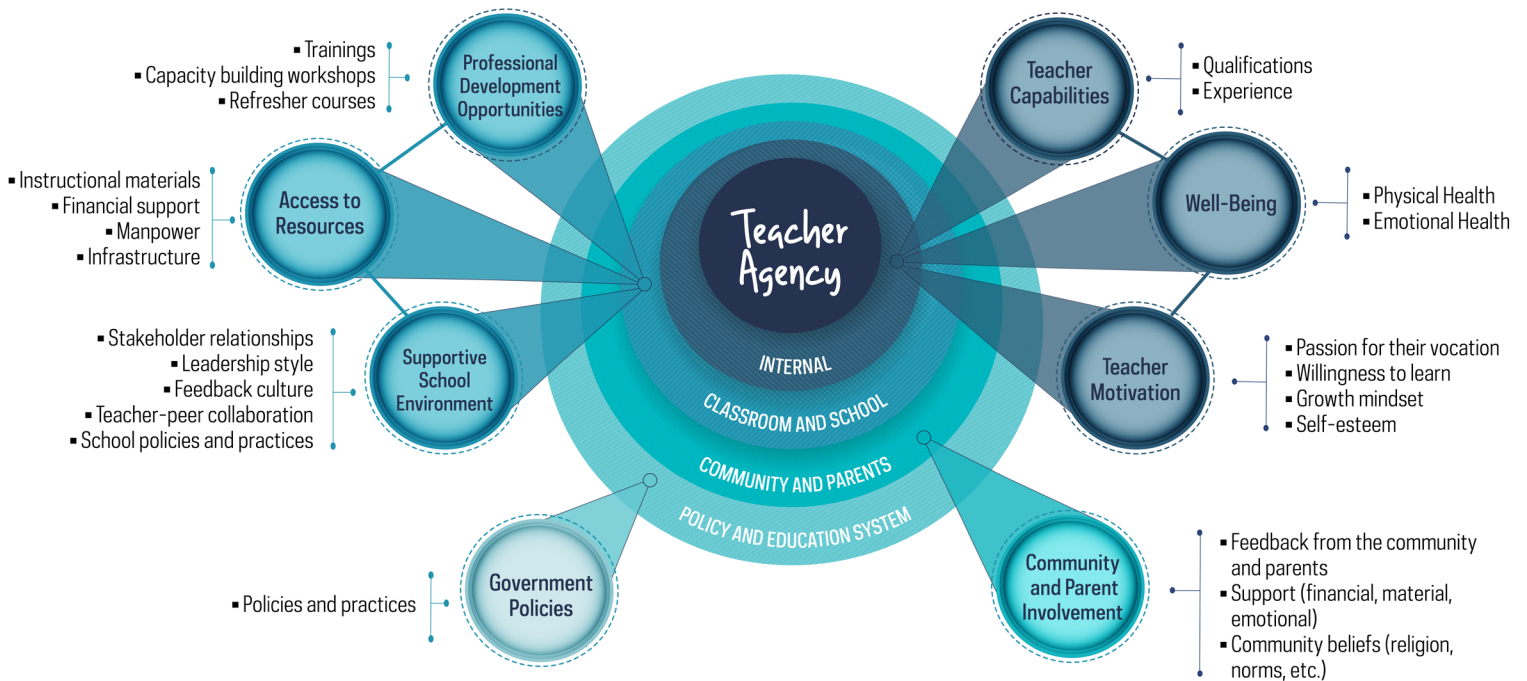 ▪ Trainings
▪ Capacity building workshops
▪ Refresher courses
Professional
Development
Opportunities
▪ Instructional materials
▪ Financial support
▪ Manpower
▪ Infrastructure
Access to
Resources
▪ Stakeholder relationships
▪ Leadership style
▪ Feedback culture
▪ Teacher-peer collaboration
▪ School policies and practices
Supportive
School
Environment
▪ Policies and practices
Government
Policies
Teacher
Agency
INTERNAL
CLASSROOM AND SCHOOL
COMMUNITY AND PARENTS
POLICY AND EDUCATION SYSTEM
Teacher
Capabilities
▪ Qualifications
▪ Experience
Well-Being
▪ Physical Health
▪ Emotional Health
Teacher
Motivation
▪ Passion for their vocation
▪ Willingness to learn
▪ Growth mindset
▪ Self-esteem
Community
and Parent
Involvement
▪ Feedback from the community
and parents
▪ Support (financial, material,
emotional)
▪ Community beliefs (religion,
norms, etc.)